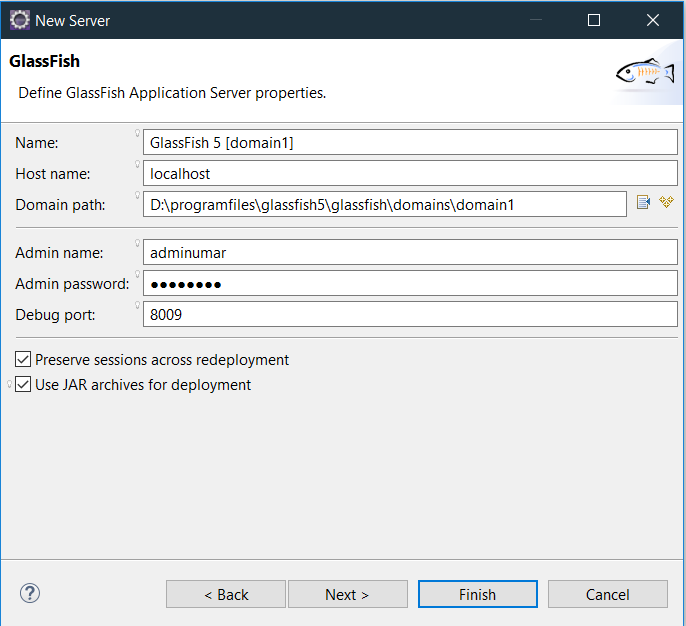 New Server
GlassFish
Define GlassFish Application Server properties.
Name: GlassFish 5 [domain1]
Host name: localhost
Domain path: D:\programfiles\glassfish5\glassfish\domains\domain1
Admin name: adminumar
Admin password: ●●●●●●●●
Debug port: 8009
Preserve sessions across redeployment
Use JAR archives for deployment
? < Back Next > Finish Cancel